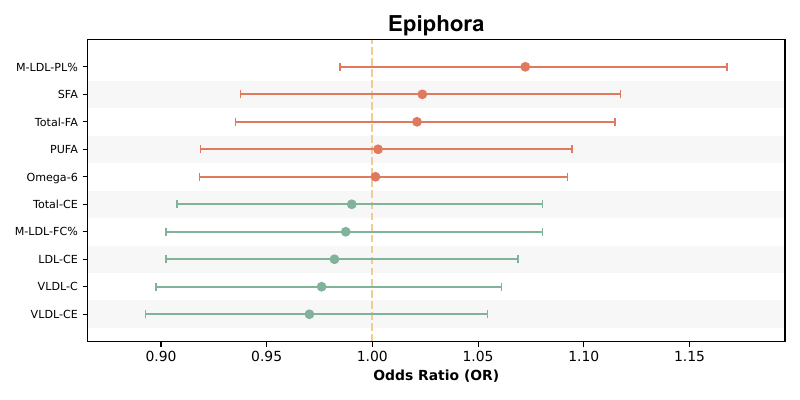 Epiphora
M-LDL-PL%
SFA
Total-FA
PUFA
Omega-6
Total-CE
M-LDL-FC%
LDL-CE
VLDL-C
VLDL-CE
0.90 0.95 1.00 1.05 1.10 1.15
Odds Ratio (OR)